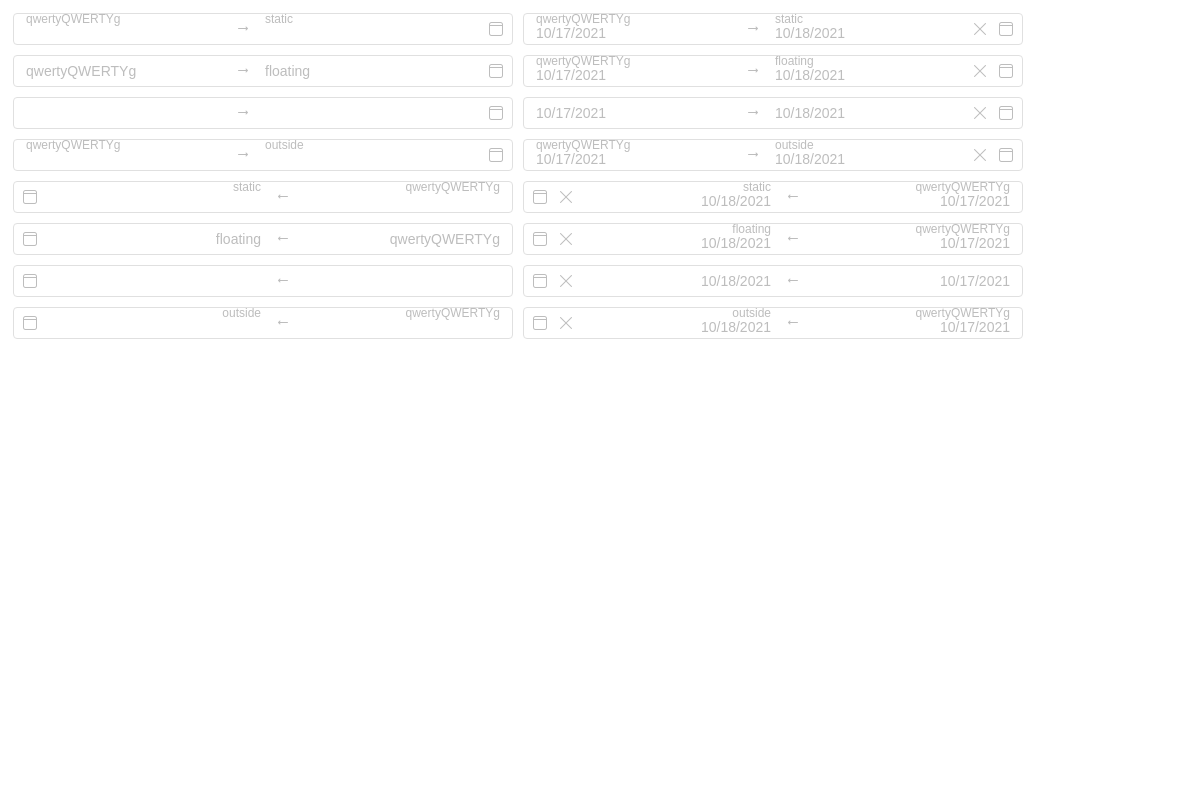 qwertyQWERTYg → static qwertyQWERTYg → static
10/17/2021 10/18/2021
qwertyQWERTYg → floating qwertyQWERTYg → floating
10/17/2021 10/18/2021
→ 10/17/2021 → 10/18/2021
qwertyQWERTYg → outside qwertyQWERTYg → outside
10/17/2021 10/18/2021
static ← qwertyQWERTYg static ← qwertyQWERTYg
10/18/2021 10/17/2021
floating ← qwertyQWERTYg floating ← qwertyQWERTYg
10/18/2021 10/17/2021
← 10/18/2021 ← 10/17/2021
outside ← qwertyQWERTYg outside ← qwertyQWERTYg
10/18/2021 10/17/2021